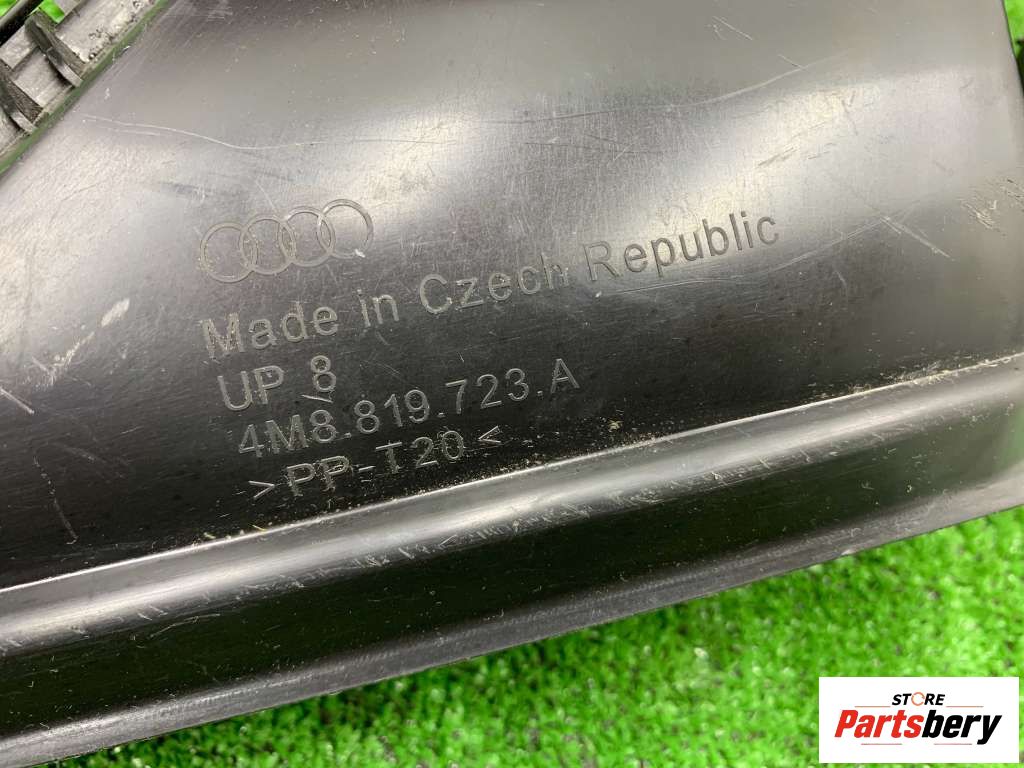 Made in Czech Republic
UP 8
4M8.819.723.A
>PP-T20<
STORE
Partsbery